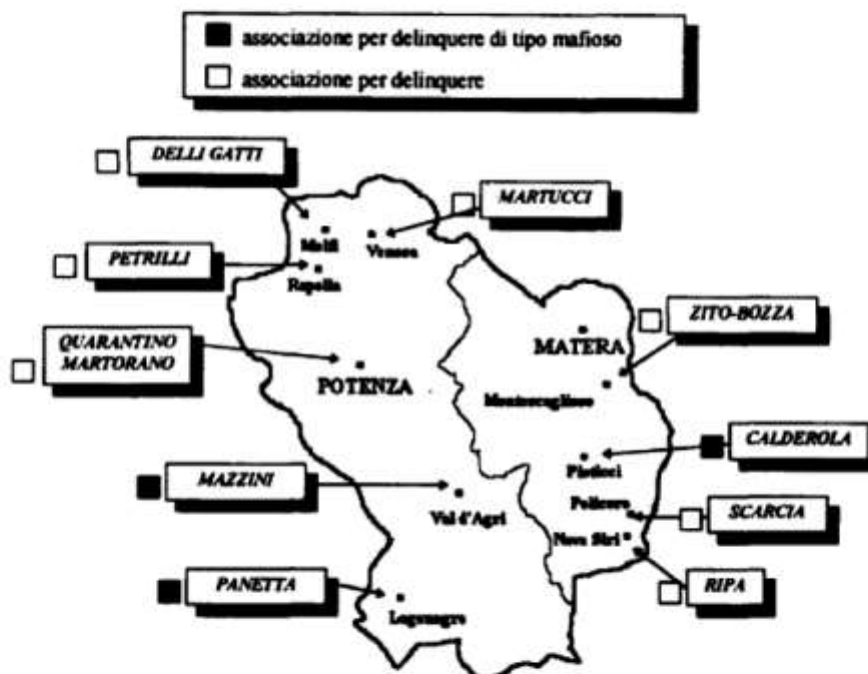 associazione per delinquere di tipo mafioso
associazione per delinquere
DELLI GATTI
MARTUCCI
Melfi
Venosa
PETRILLI
Rapolla
ZITO-BOZZA
QUARANTINO
MARTORANO
MATERA
POTENZA
Montescaglioso
CALDEROLA
Pisticci
MAZZINI
Val d'Agri
Policoro
SCARCIA
Nova Siri
PANETTA
RIPA
Lagonegro